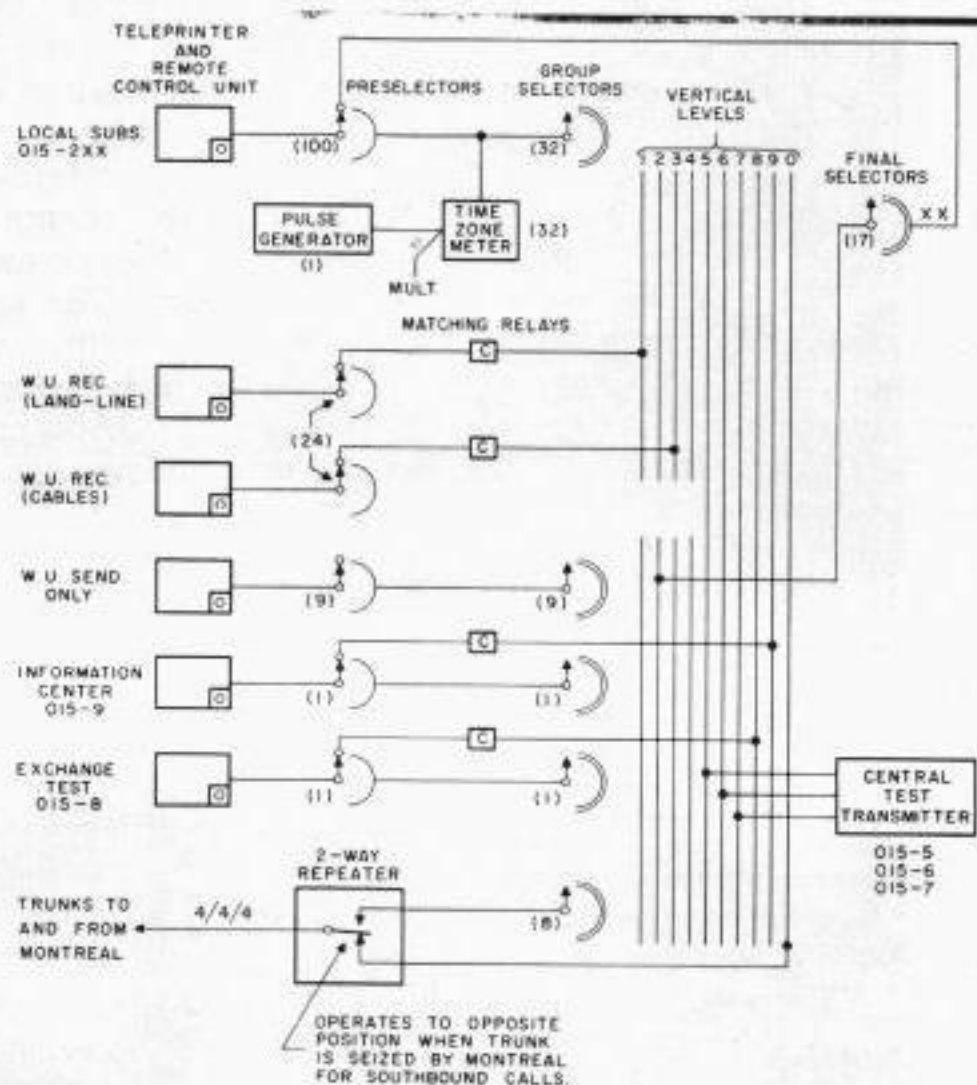 TELEPRINTER
AND
REMOTE
CONTROL UNIT
LOCAL SUBS.
015-2XX
PRESELECTORS
GROUP
SELECTORS
VERTICAL
LEVELS
1 2 3 4 5 6 7 8 9 0
FINAL
SELECTORS
(100)
(32)
(17)
XX
PULSE
GENERATOR
(1)
TIME
ZONE
METER
(32)
MULT.
MATCHING RELAYS
C
W.U. REC.
(LAND-LINE)
(24)
C
W.U. REC.
(CABLES)
W.U. SEND
ONLY
(9)
(9)
C
INFORMATION
CENTER
015-9
(1)
(1)
C
EXCHANGE
TEST
015-8
(1)
(1)
CENTRAL
TEST
TRANSMITTER
015-5
015-6
015-7
2-WAY
REPEATER
TRUNKS TO
AND FROM
MONTREAL
4/4/4
(8)
OPERATES TO OPPOSITE
POSITION WHEN TRUNK
IS SEIZED BY MONTREAL
FOR SOUTHBOUND CALLS.